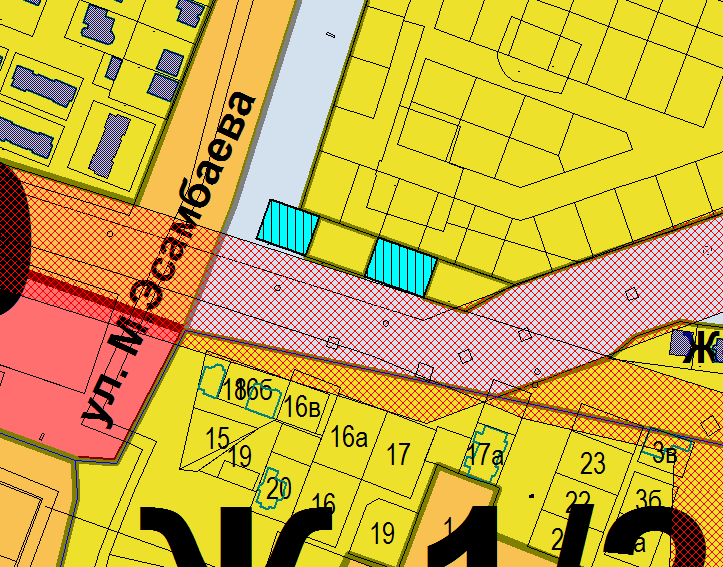 ул. М.Эсамбаева
Ж
18
16б
16в
16а
17
17а
15
19
20
16
19
23
22
3в
3б
1
Ж 1/2